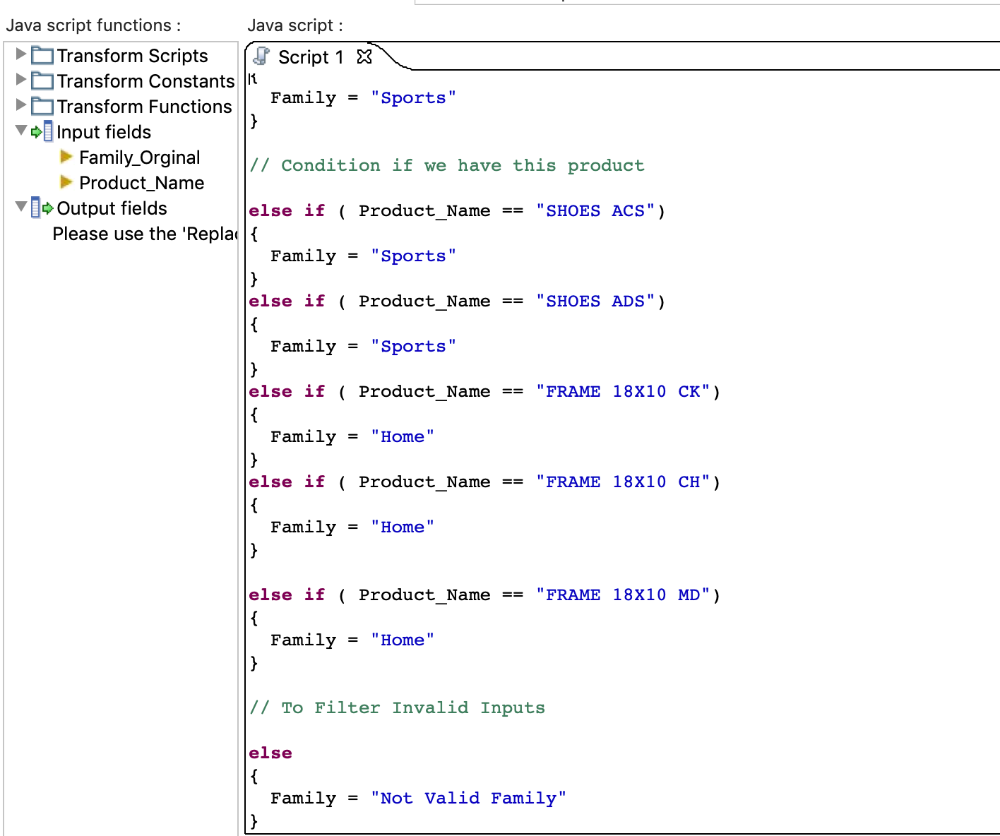 Java script functions :
Transform Scripts
Transform Constants
Transform Functions
Input fields
Family_Orginal
Product_Name
Output fields
Please use the 'Replac
Java script :
Script 1
{
Family = "Sports"
}
// Condition if we have this product
else if ( Product_Name == "SHOES ACS")
{
Family = "Sports"
}
else if ( Product_Name == "SHOES ADS")
{
Family = "Sports"
}
else if ( Product_Name == "FRAME 18X10 CK")
{
Family = "Home"
}
else if ( Product_Name == "FRAME 18X10 CH")
{
Family = "Home"
}
else if ( Product_Name == "FRAME 18X10 MD")
{
Family = "Home"
}
// To Filter Invalid Inputs
else
{
Family = "Not Valid Family"
}